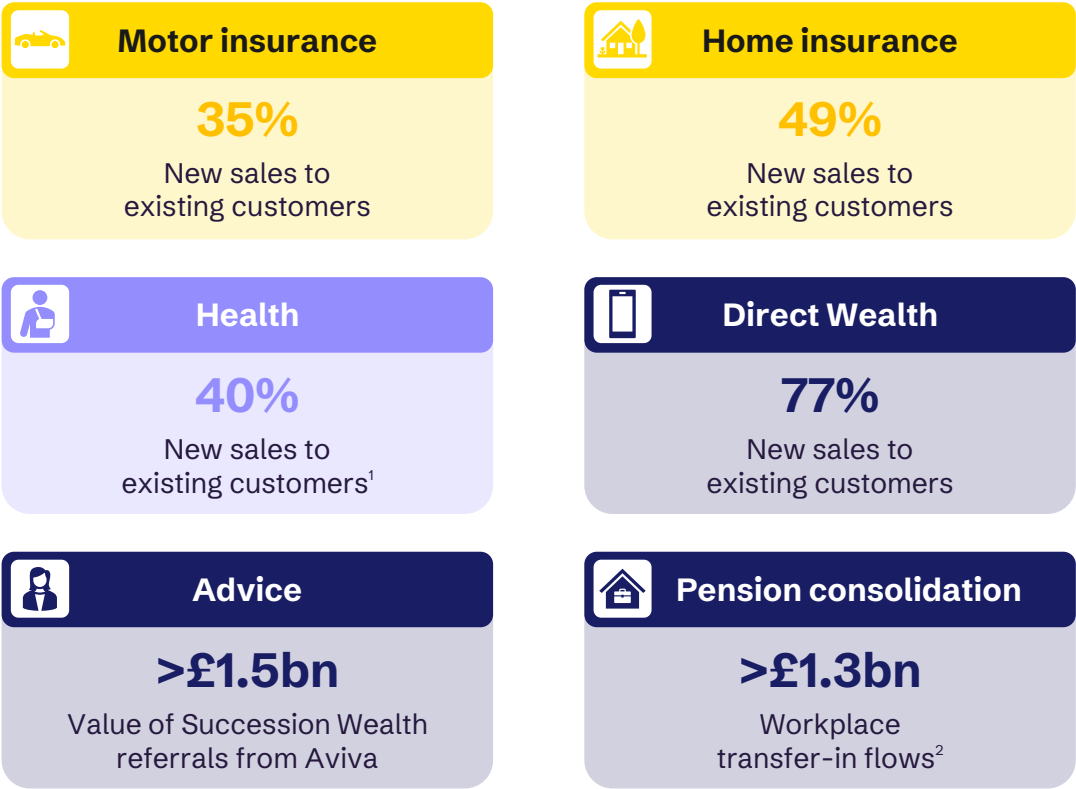 Motor insurance
35%
New sales to
existing customers
Home insurance
49%
New sales to
existing customers
Health
40%
New sales to
existing customers¹
Direct Wealth
77%
New sales to
existing customers
Advice
>£1.5bn
Value of Succession Wealth
referrals from Aviva
Pension consolidation
>£1.3bn
Workplace
transfer-in flows²